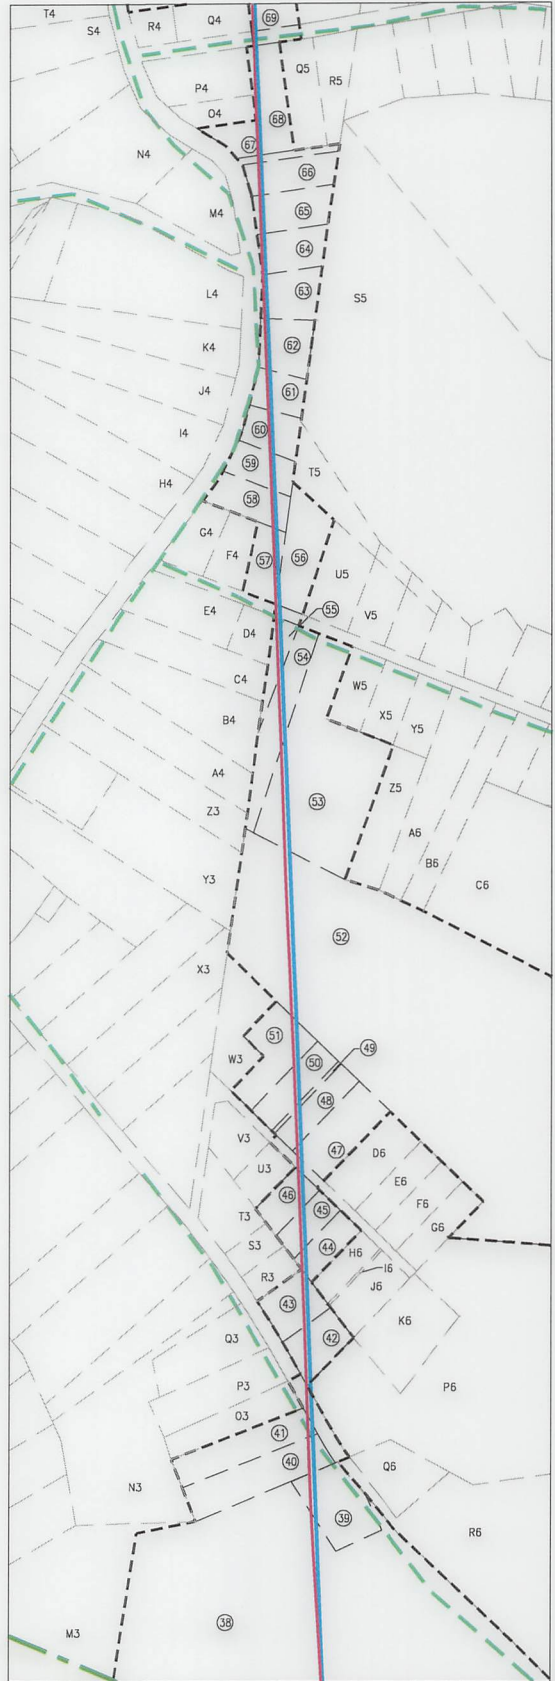 T4
S4
R4
Q4
69
Q5
R5
P4
O4
68
67
N4
66
M4
65
64
L4
63
S5
K4
62
J4
61
I4
60
59
T5
H4
58
G4
F4
57
56
U5
E4
55
V5
D4
54
C4
W5
B4
X5
Y5
A4
Z5
Z3
53
A6
B6
Y3
C6
52
X3
51
49
W3
50
48
V3
47
D6
U3
E6
46
F6
T3
45
G6
S3
44
H6
R3
I6
J6
43
K6
Q3
42
P3
P6
O3
41
40
Q6
N3
39
R6
38
M3